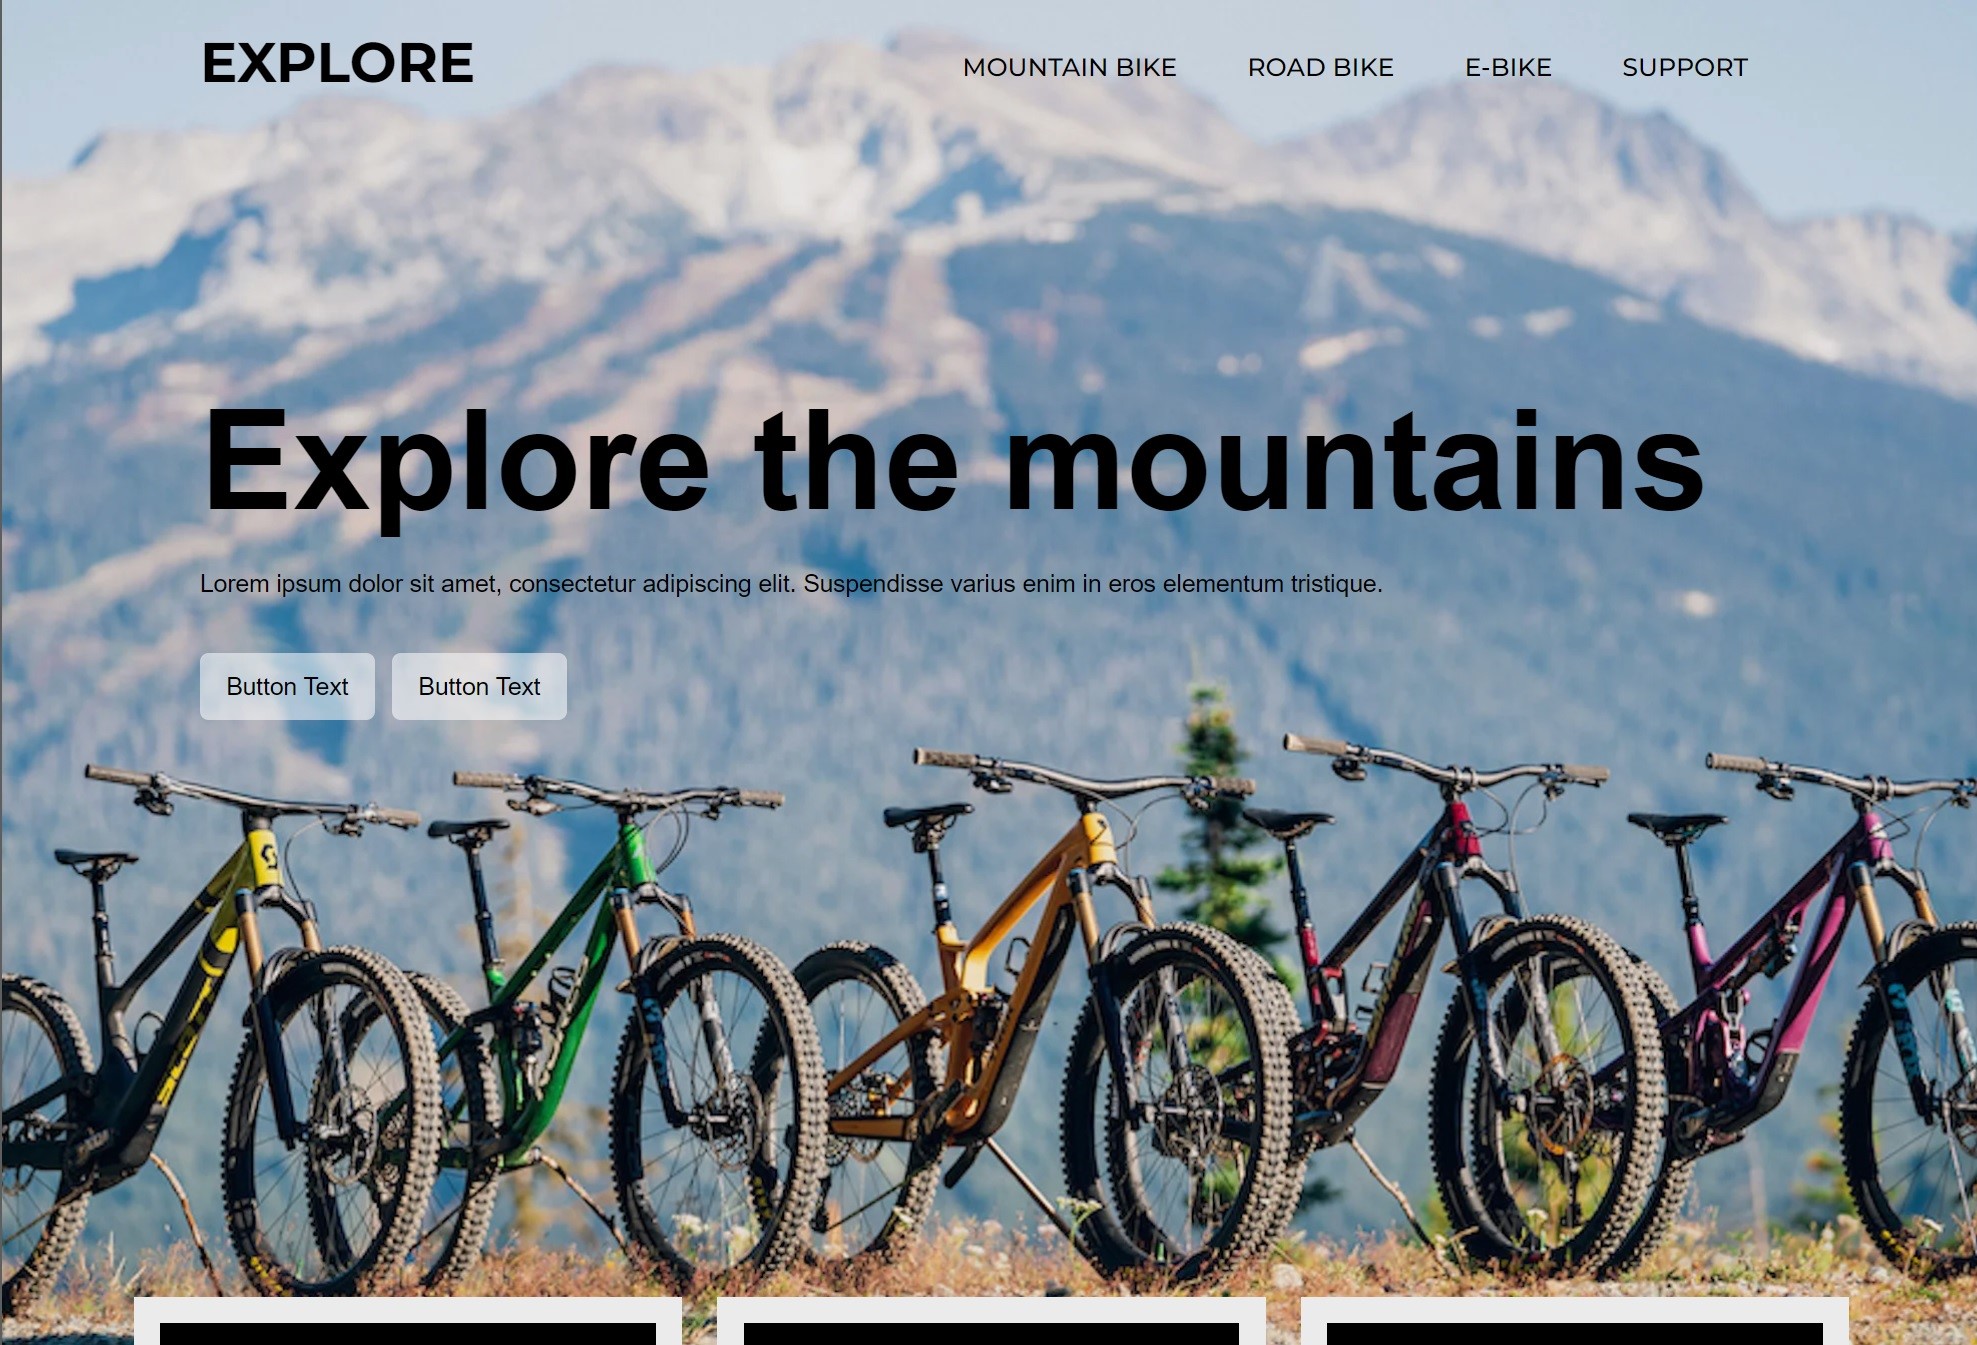 EXPLORE
MOUNTAIN BIKE ROAD BIKE E-BIKE SUPPORT
Explore the mountains
Lorem ipsum dolor sit amet, consectetur adipiscing elit. Suspendisse varius enim in eros elementum tristique.
Button Text Button Text